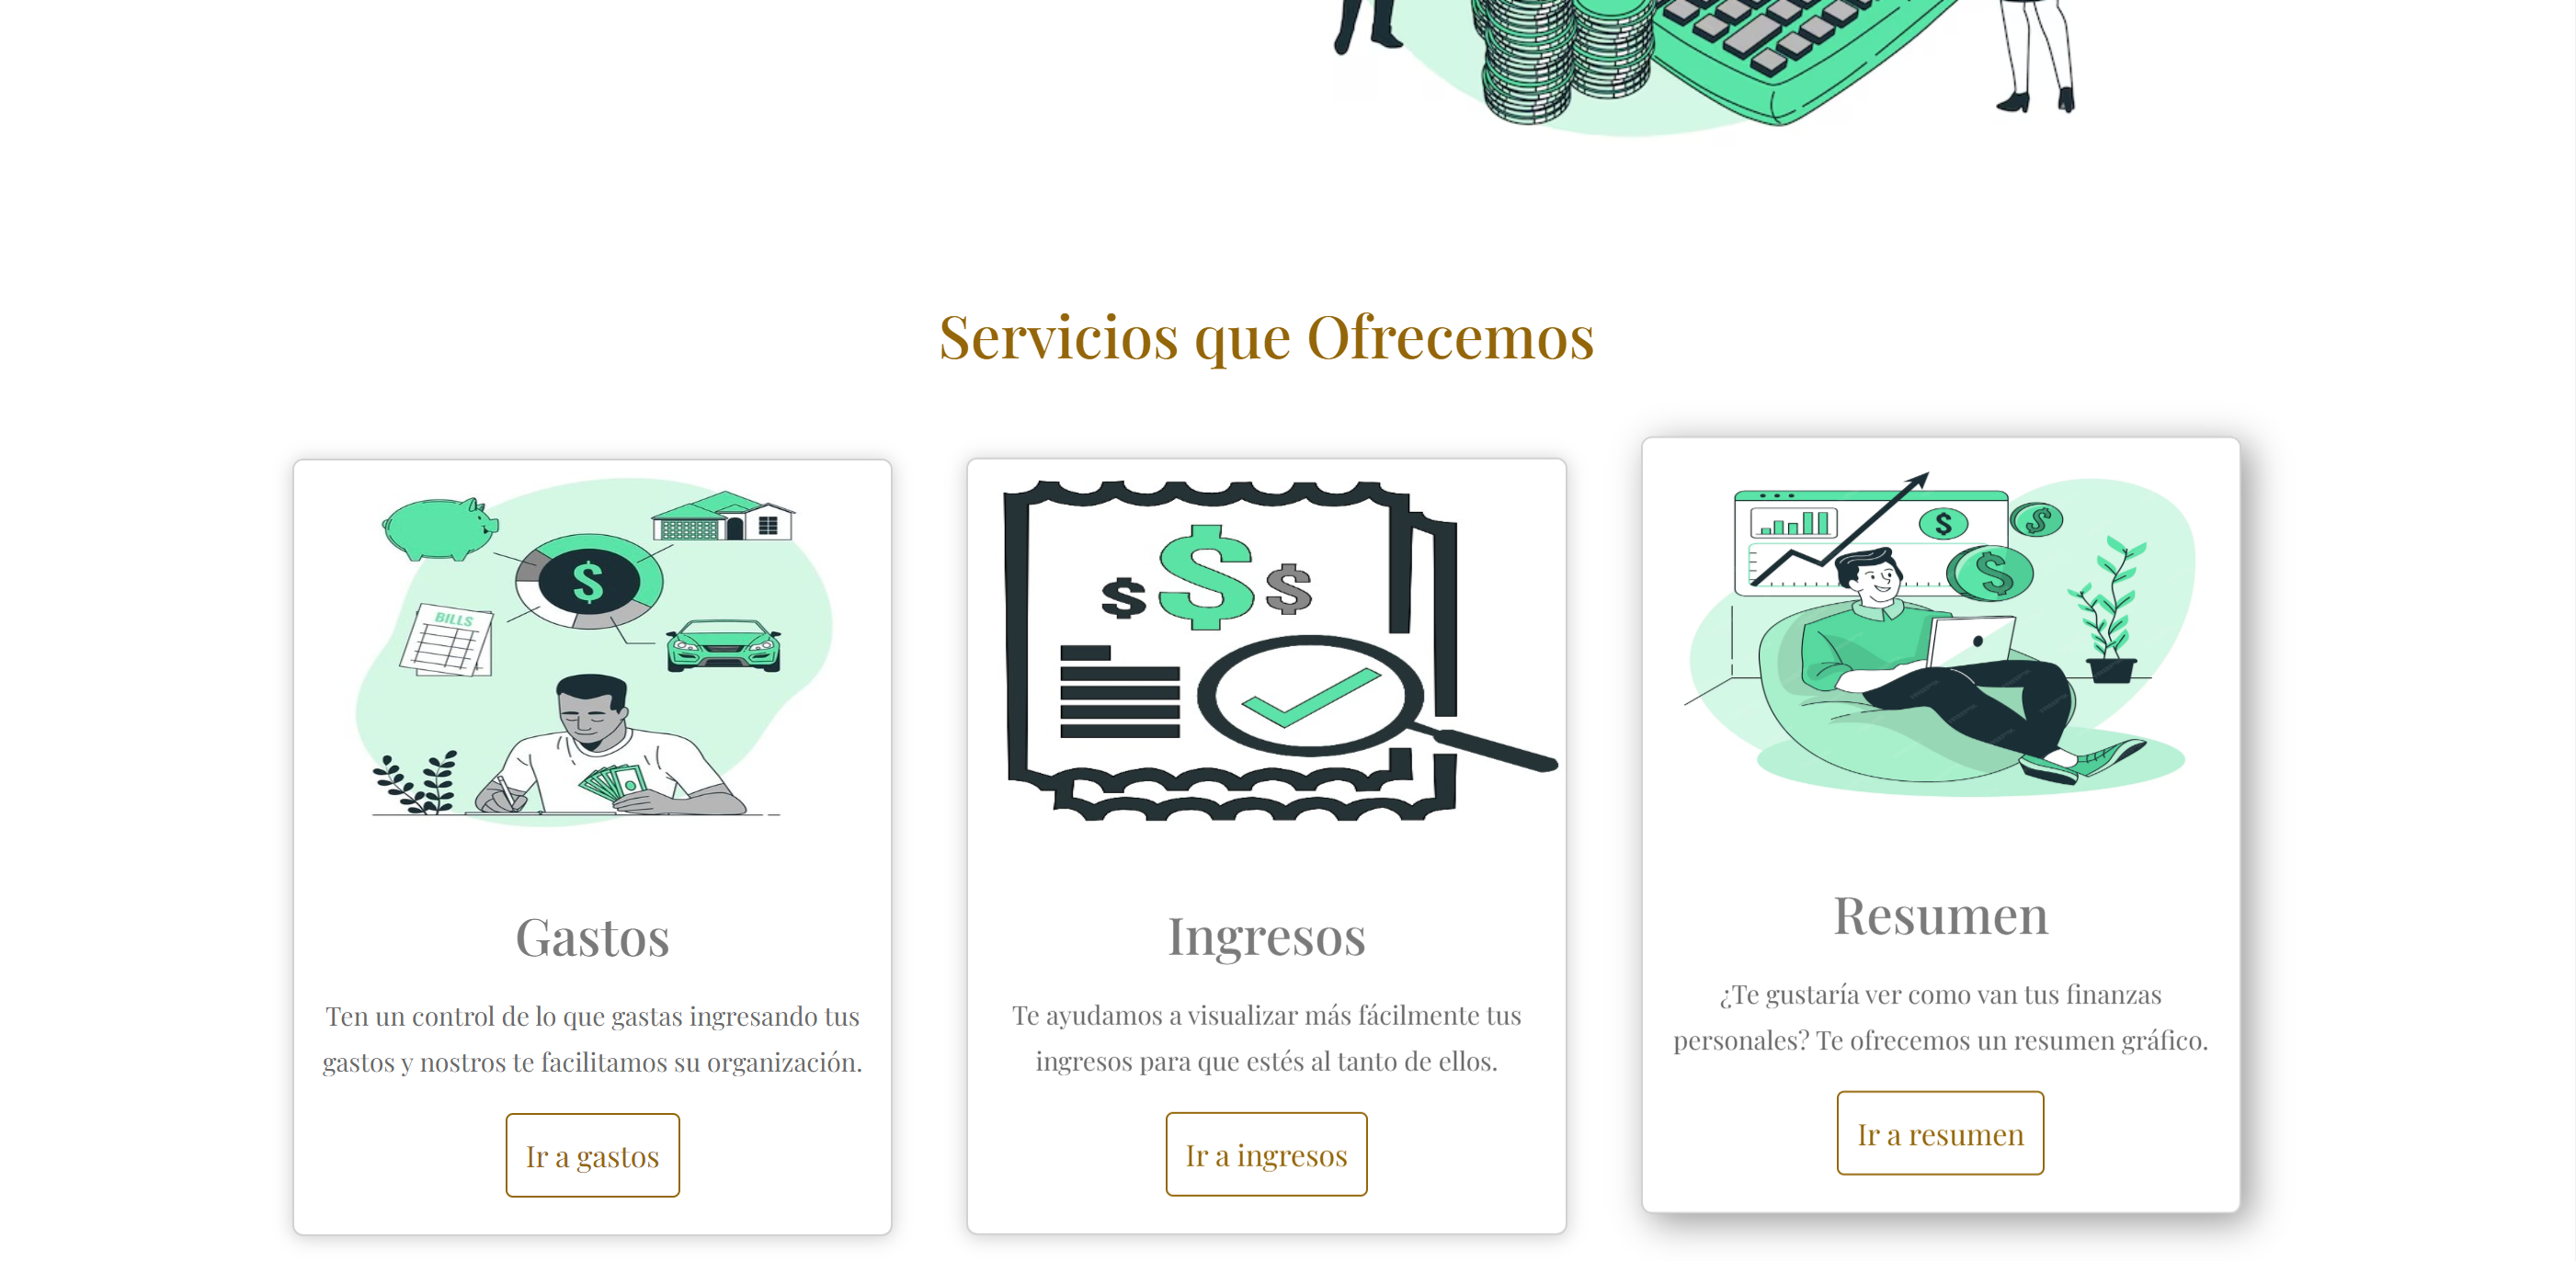 Servicios que Ofrecemos
BILLS
$
$ $ $
$ $ $
Gastos
Ten un control de lo que gastas ingresando tus
gastos y nostros te facilitamos su organización.
Ir a gastos
Ingresos
Te ayudamos a visualizar más fácilmente tus
ingresos para que estés al tanto de ellos.
Ir a ingresos
Resumen
¿Te gustaría ver como van tus finanzas
personales? Te ofrecemos un resumen gráfico.
Ir a resumen